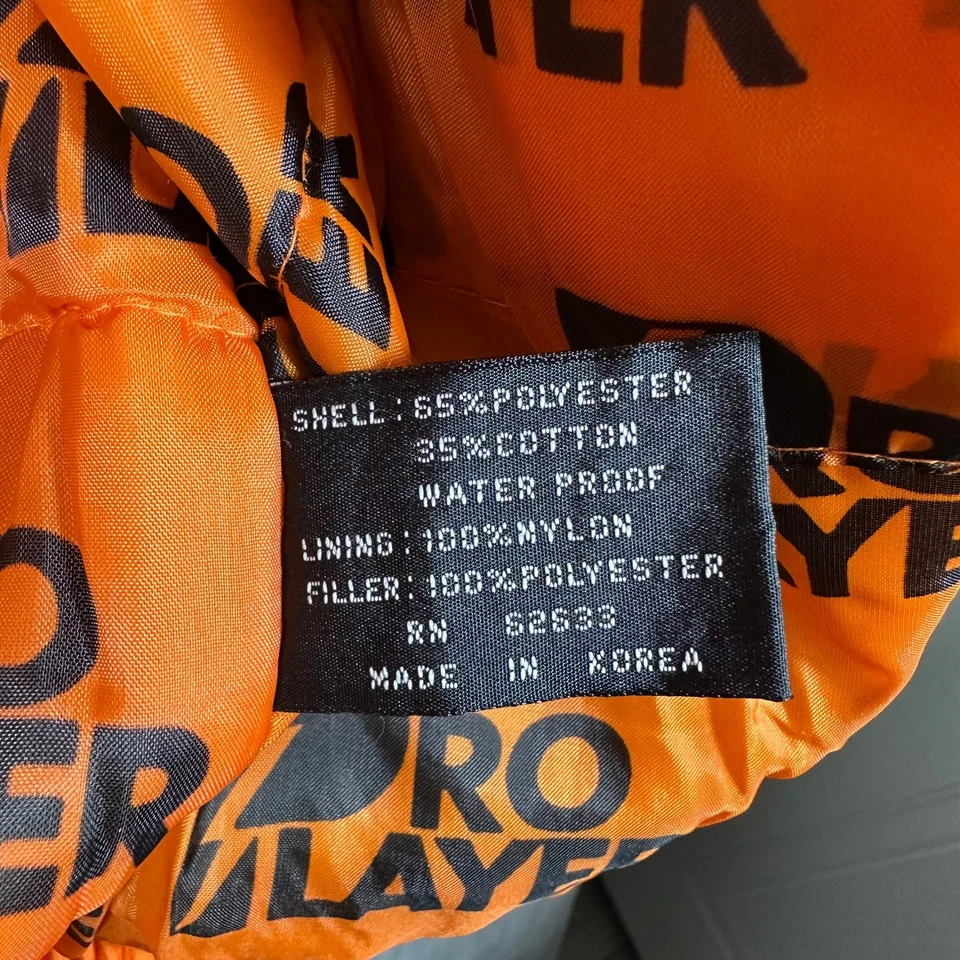 SHELL: 65%POLYESTER
35%COTTON
WATER PROOF
LINING:100%NYLON
FILLER:100%POLYESTER
RN 62633
MADE IN KOREA
PRO
PLAYER